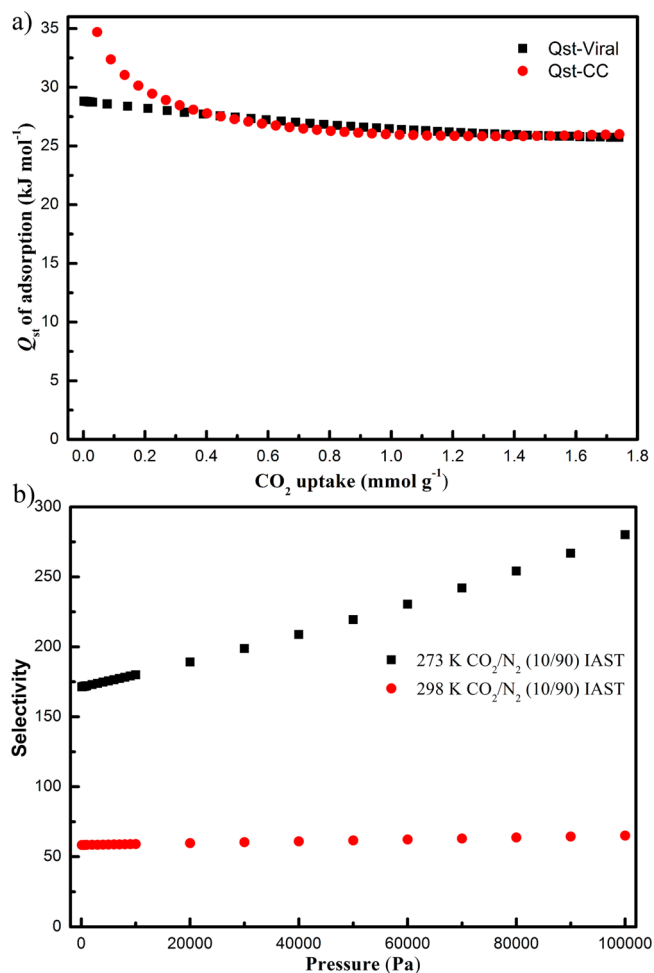 a)
35
30
25
20
15
10
5
0
Qst of adsorption (kJ mol-1)
Qst-Viral
Qst-CC
0.0 0.2 0.4 0.6 0.8 1.0 1.2 1.4 1.6 1.8
CO2 uptake (mmol g-1)
b)
300
250
200
150
100
50
0
Selectivity
273 K CO2/N2 (10/90) IAST
298 K CO2/N2 (10/90) IAST
0 20000 40000 60000 80000 100000
Pressure (Pa)